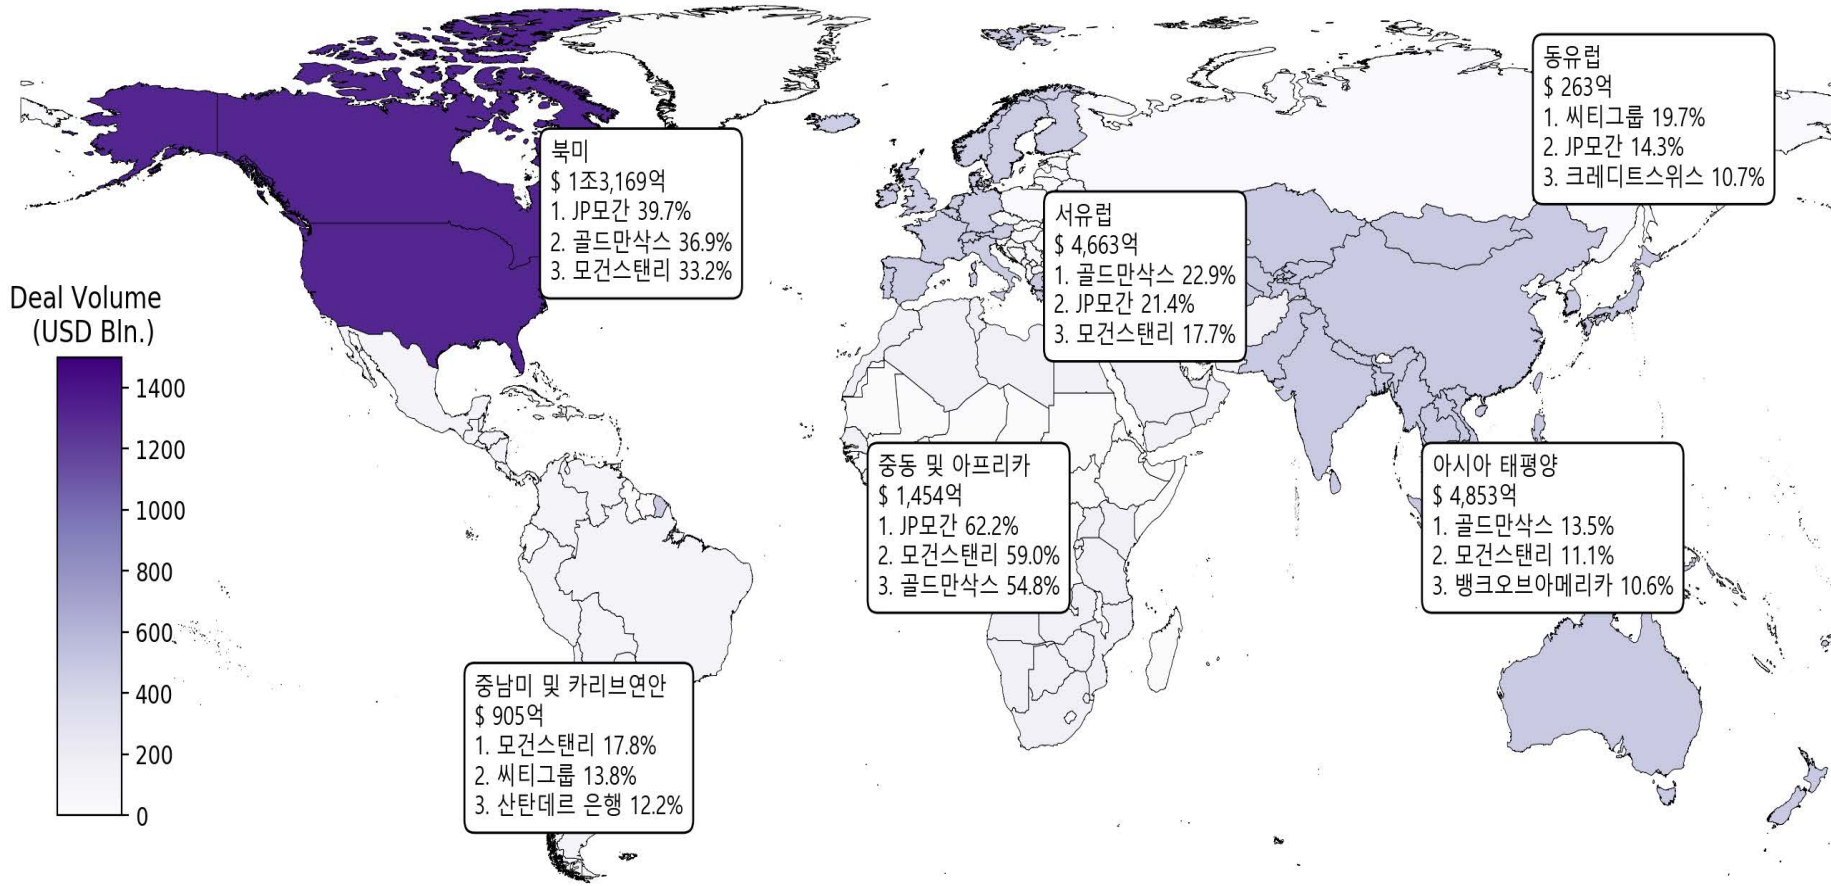 동유럽
$ 263억
1. 씨티그룹 19.7%
2. JP모간 14.3%
3. 크레디트스위스 10.7%
북미
$ 1조3,169억
1. JP모간 39.7%
2. 골드만삭스 36.9%
3. 모건스탠리 33.2%
서유럽
$ 4,663억
1. 골드만삭스 22.9%
2. JP모간 21.4%
3. 모건스탠리 17.7%
Deal Volume
(USD Bln.)
1400
1200
1000
800
600
400
200
0
중동 및 아프리카
$ 1,454억
1. JP모간 62.2%
2. 모건스탠리 59.0%
3. 골드만삭스 54.8%
아시아 태평양
$ 4,853억
1. 골드만삭스 13.5%
2. 모건스탠리 11.1%
3. 뱅크오브아메리카 10.6%
중남미 및 카리브연안
$ 905억
1. 모건스탠리 17.8%
2. 씨티그룹 13.8%
3. 산탄데르 은행 12.2%